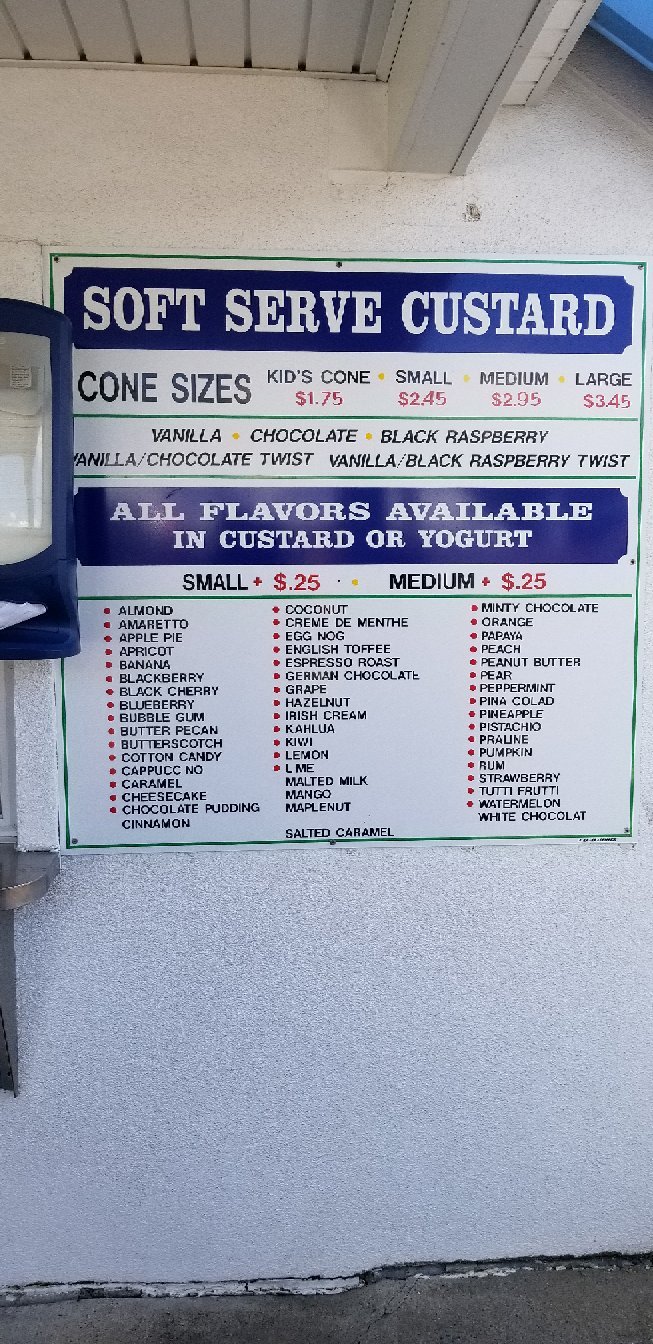 SOFT SERVE CUSTARD
CONE SIZES
KID'S CONE • SMALL • MEDIUM • LARGE
$1.75 $2.45 $2.95 $3.45
VANILLA • CHOCOLATE • BLACK RASPBERRY
VANILLA/CHOCOLATE TWIST VANILLA/BLACK RASPBERRY TWIST
ALL FLAVORS AVAILABLE
IN CUSTARD OR YOGURT
SMALL + $.25 • • MEDIUM + $.25
• ALMOND
• AMARETTO
• APPLE PIE
• APRICOT
• BANANA
• BLACKBERRY
• BLACK CHERRY
• BLUEBERRY
• BUBBLE GUM
• BUTTER PECAN
• BUTTERSCOTCH
• COTTON CANDY
• CAPPUCC NO
• CARAMEL
• CHEESECAKE
• CHOCOLATE PUDDING
CINNAMON
• COCONUT
• CREME DE MENTHE
• EGG NOG
• ENGLISH TOFFEE
• ESPRESSO ROAST
• GERMAN CHOCOLATE
• GRAPE
• HAZELNUT
• IRISH CREAM
• KAHLUA
• KIWI
• LEMON
• L ME
MALTED MILK
MANGO
MAPLENUT
SALTED CARAMEL
• MINTY CHOCOLATE
• ORANGE
• PAPAYA
• PEACH
• PEANUT BUTTER
• PEAR
• PEPPERMINT
• PINA COLAD
• PINEAPPLE
• PISTACHIO
• PRALINE
• PUMPKIN
• RUM
• STRAWBERRY
• TUTTI FRUTTI
• WATERMELON
WHITE CHOCOLAT